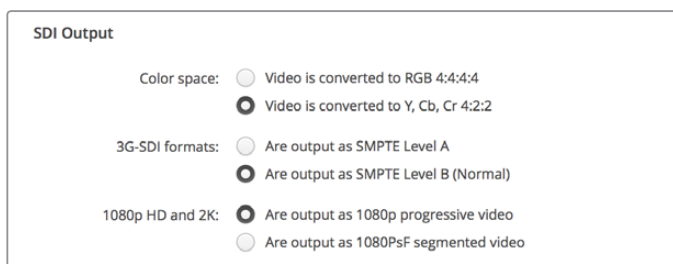 SDI Output
Color space: Video is converted to RGB 4:4:4:4
Video is converted to Y, Cb, Cr 4:2:2
3G-SDI formats: Are output as SMPTE Level A
Are output as SMPTE Level B (Normal)
1080p HD and 2K: Are output as 1080p progressive video
Are output as 1080PsF segmented video